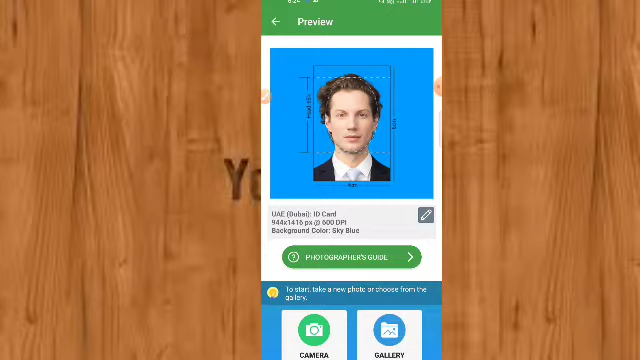 Preview
UAE (Dubai): ID Card
944x1416 px @ 600 DPI
Background Color: Sky Blue
PHOTOGRAPHER'S GUIDE
To start, take a new photo or choose from the
gallery.
CAMERA
GALLERY